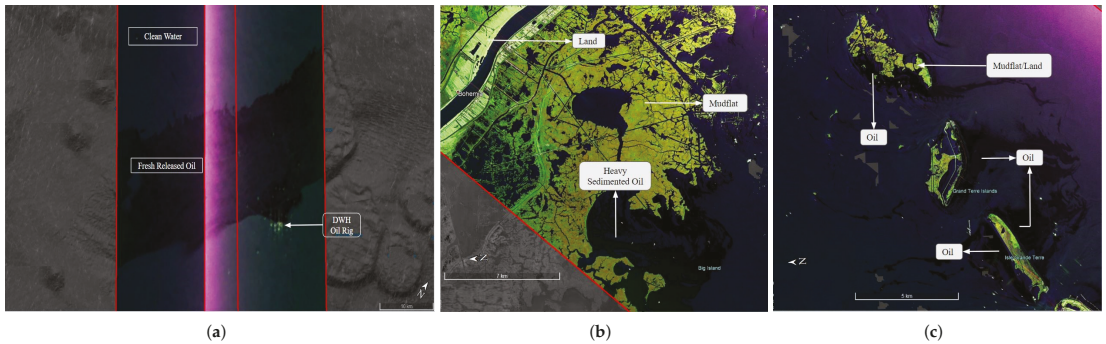 Clean Water
Fresh Released Oil
DWH
Oil Rig
N
(a)
Land
Bohemia
Mudflat
Heavy
Sedimented Oil
N
7 km
Big Island
(b)
Mudflat/Land
Oil
Oil
Grand Terre Islands
Oil
N
5 km
(c)